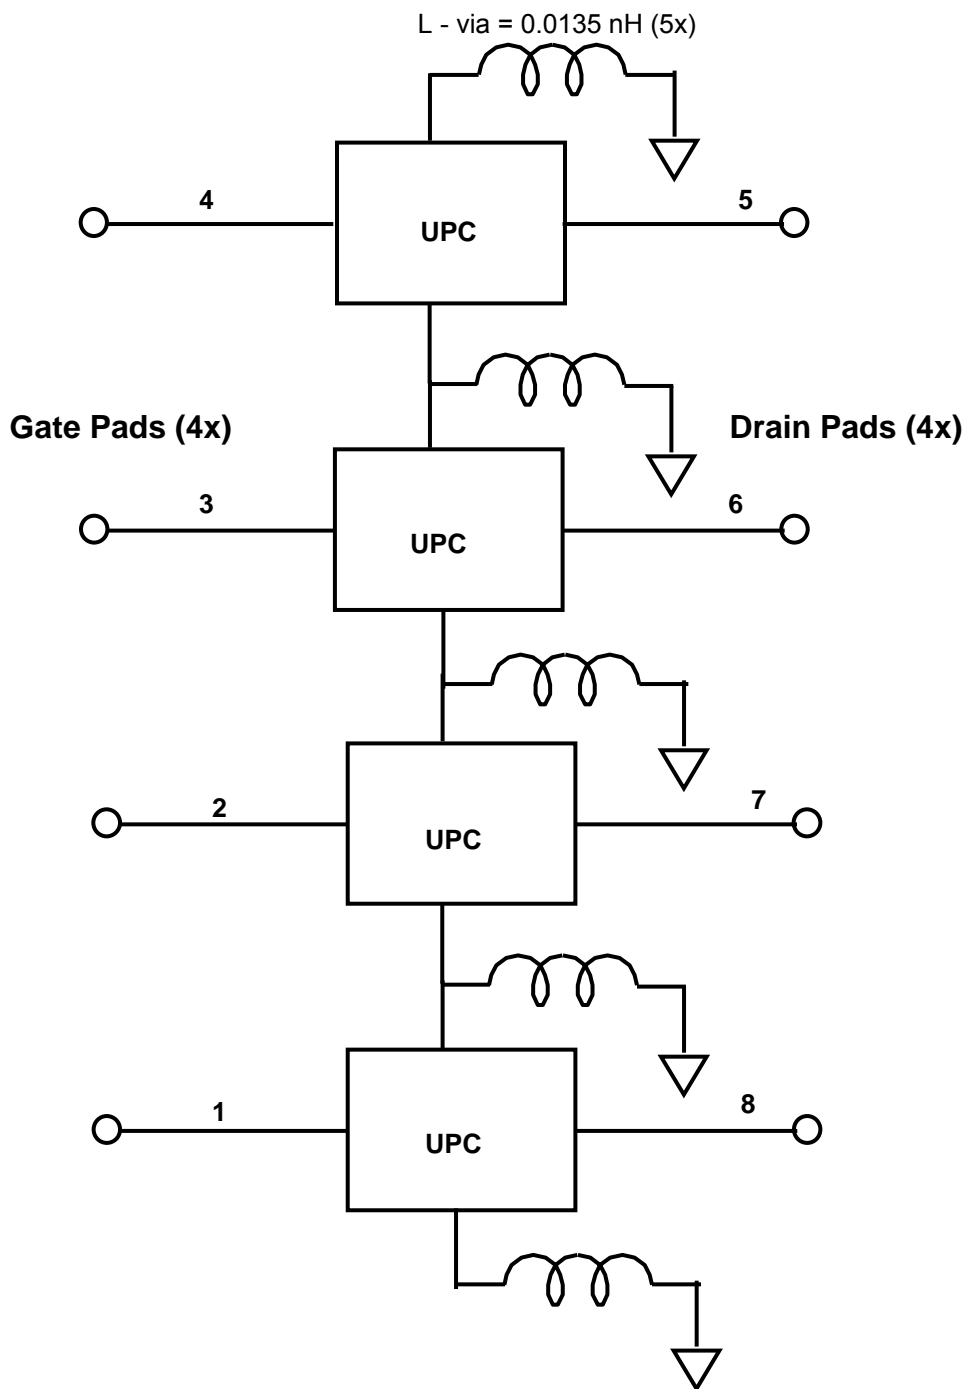 L - via = 0.0135 nH (5x)
4
5
UPC
Gate Pads (4x)
Drain Pads (4x)
3
6
UPC
2
7
UPC
1
8
UPC